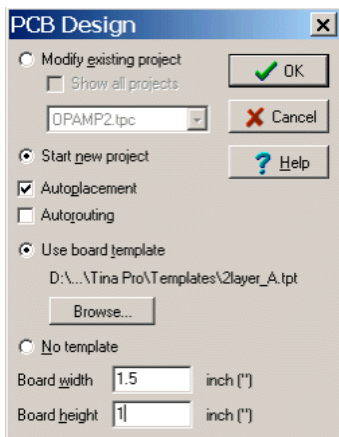 PCB Design
Modify existing project
Show all projects
OPAMP2.tpc
OK
Cancel
Help
Start new project
Autoplacement
Autorouting
Use board template
D:\...\Tina Pro\Templates\2layer_A.tpt
Browse...
No template
Board width 1.5 inch (")
Board height 1 inch (")